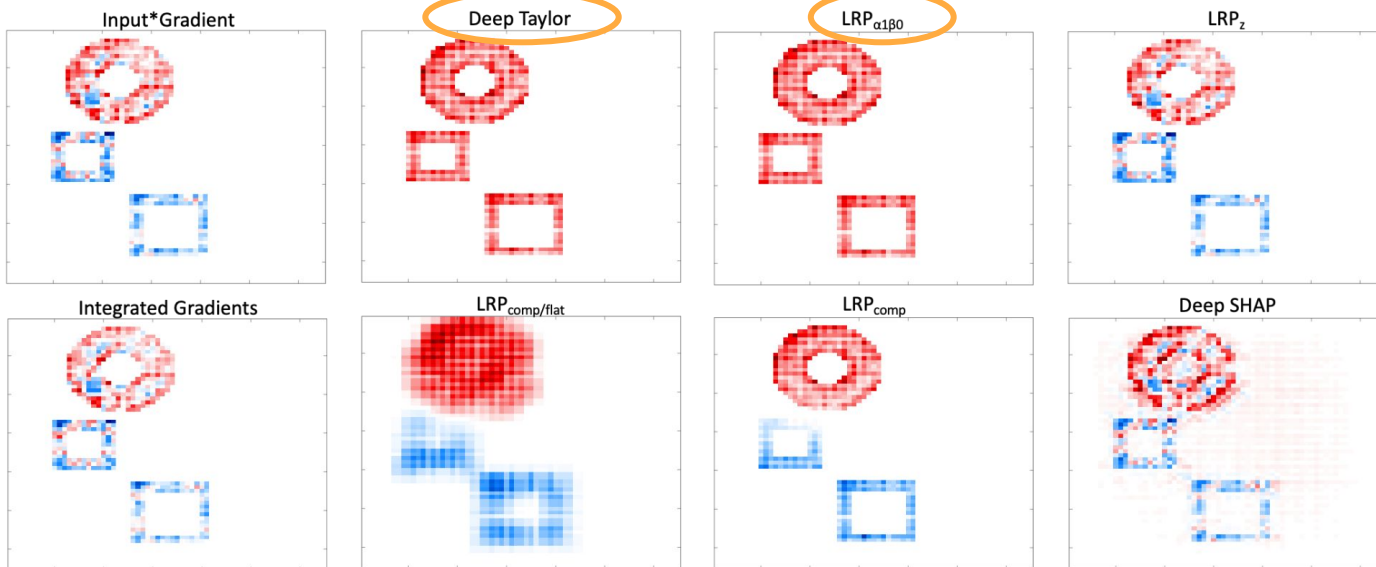 Input*Gradient
Deep Taylor
LRPα1β0
LRPz
Integrated Gradients
LRPcomp/flat
LRPcomp
Deep SHAP